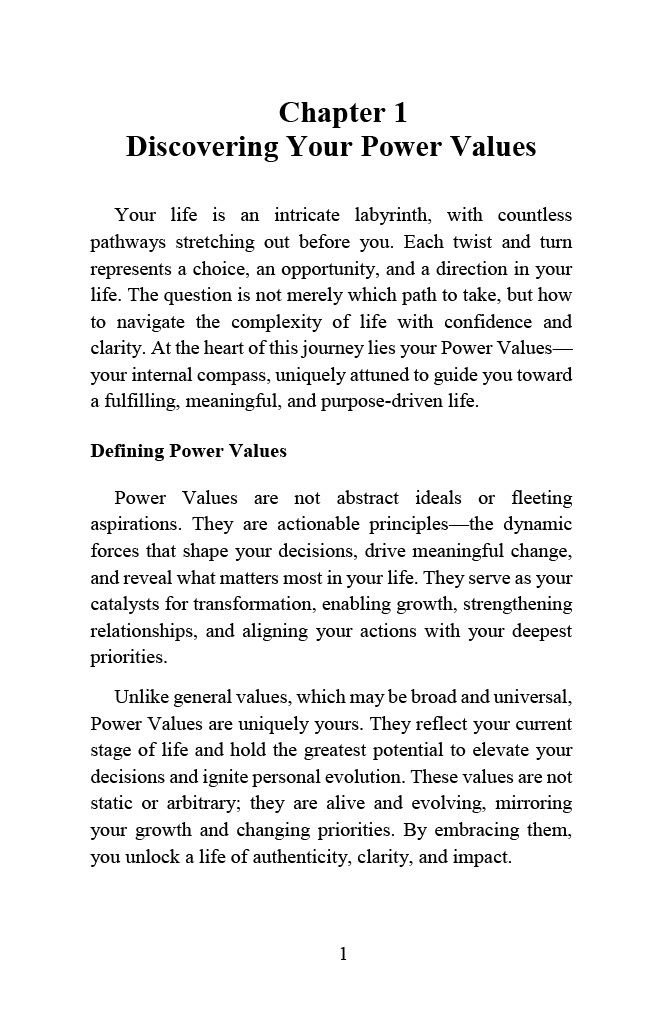 Chapter 1
Discovering Your Power Values
Your life is an intricate labyrinth, with countless
pathways stretching out before you. Each twist and turn
represents a choice, an opportunity, and a direction in your
life. The question is not merely which path to take, but how
to navigate the complexity of life with confidence and
clarity. At the heart of this journey lies your Power Values—
your internal compass, uniquely attuned to guide you toward
a fulfilling, meaningful, and purpose-driven life.
Defining Power Values
Power Values are not abstract ideals or fleeting
aspirations. They are actionable principles—the dynamic
forces that shape your decisions, drive meaningful change,
and reveal what matters most in your life. They serve as your
catalysts for transformation, enabling growth, strengthening
relationships, and aligning your actions with your deepest
priorities.
Unlike general values, which may be broad and universal,
Power Values are uniquely yours. They reflect your current
stage of life and hold the greatest potential to elevate your
decisions and ignite personal evolution. These values are not
static or arbitrary; they are alive and evolving, mirroring
your growth and changing priorities. By embracing them,
you unlock a life of authenticity, clarity, and impact.
1